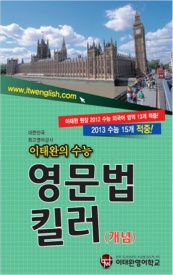 www.jtwenglish.com
이태완 원장 2012 수능 외국어 영역 13개 적중!
2013 수능 15개 적중!
대한민국
최고영어강사
이태완의 수능
영문법
킬러(개념)
이태완영어학교